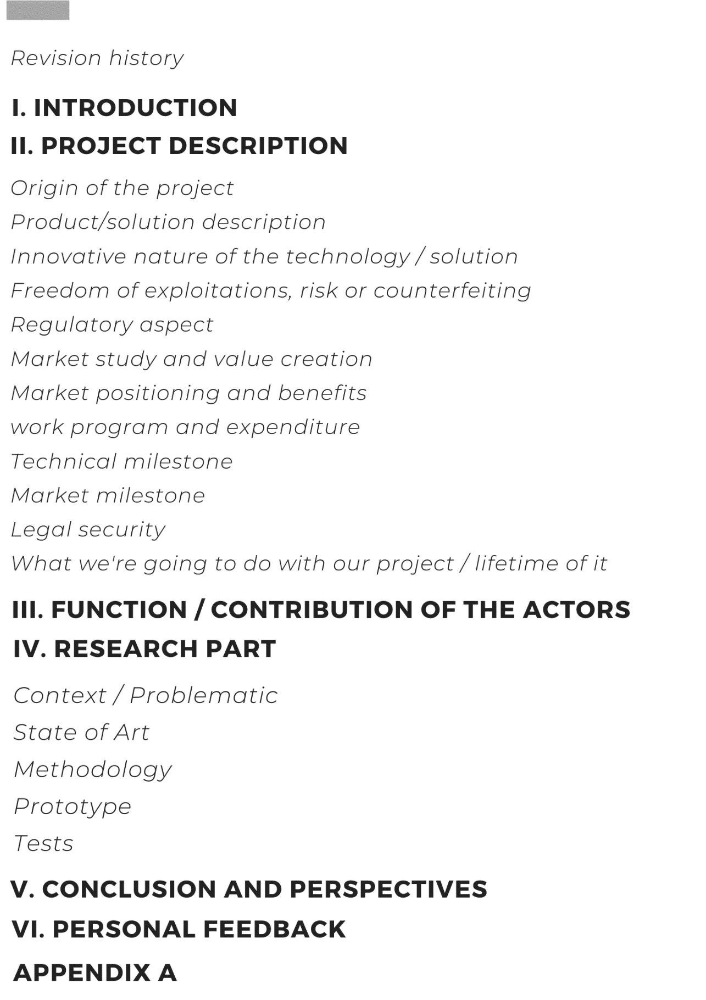 Revision history
I. INTRODUCTION
II. PROJECT DESCRIPTION
Origin of the project
Product/solution description
Innovative nature of the technology / solution
Freedom of exploitations, risk or counterfeiting
Regulatory aspect
Market study and value creation
Market positioning and benefits
work program and expenditure
Technical milestone
Market milestone
Legal security
What we're going to do with our project / lifetime of it
III. FUNCTION / CONTRIBUTION OF THE ACTORS
IV. RESEARCH PART
Context / Problematic
State of Art
Methodology
Prototype
Tests
V. CONCLUSION AND PERSPECTIVES
VI. PERSONAL FEEDBACK
APPENDIX A